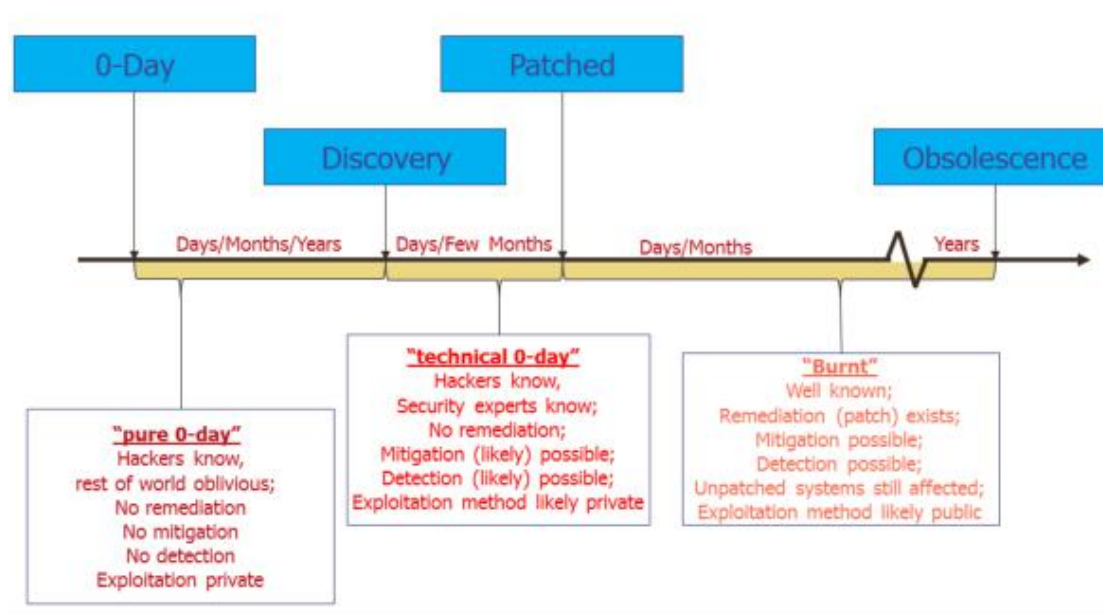 0-Day
Patched
Discovery
Obsolescence
Days/Months/Years
Days/Few Months
Days/Months
Years
"pure 0-day"
Hackers know,
rest of world oblivious;
No remediation
No mitigation
No detection
Exploitation private
"technical 0-day"
Hackers know,
Security experts know;
No remediation;
Mitigation (likely) possible;
Detection (likely) possible;
Exploitation method likely private
"Burnt"
Well known;
Remediation (patch) exists;
Mitigation possible;
Detection possible;
Unpatched systems still affected;
Exploitation method likely public